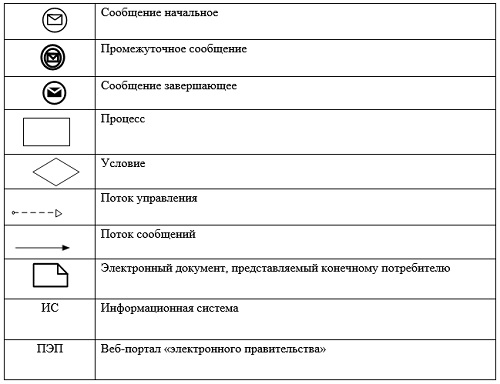 Сообщение начальное
Промежуточное сообщение
Сообщение завершающее
Процесс
Условие
Поток управления
Поток сообщений
Электронный документ, представляемый конечному потребителю
ИС Информационная система
ПЭП Веб-портал «электронного правительства»